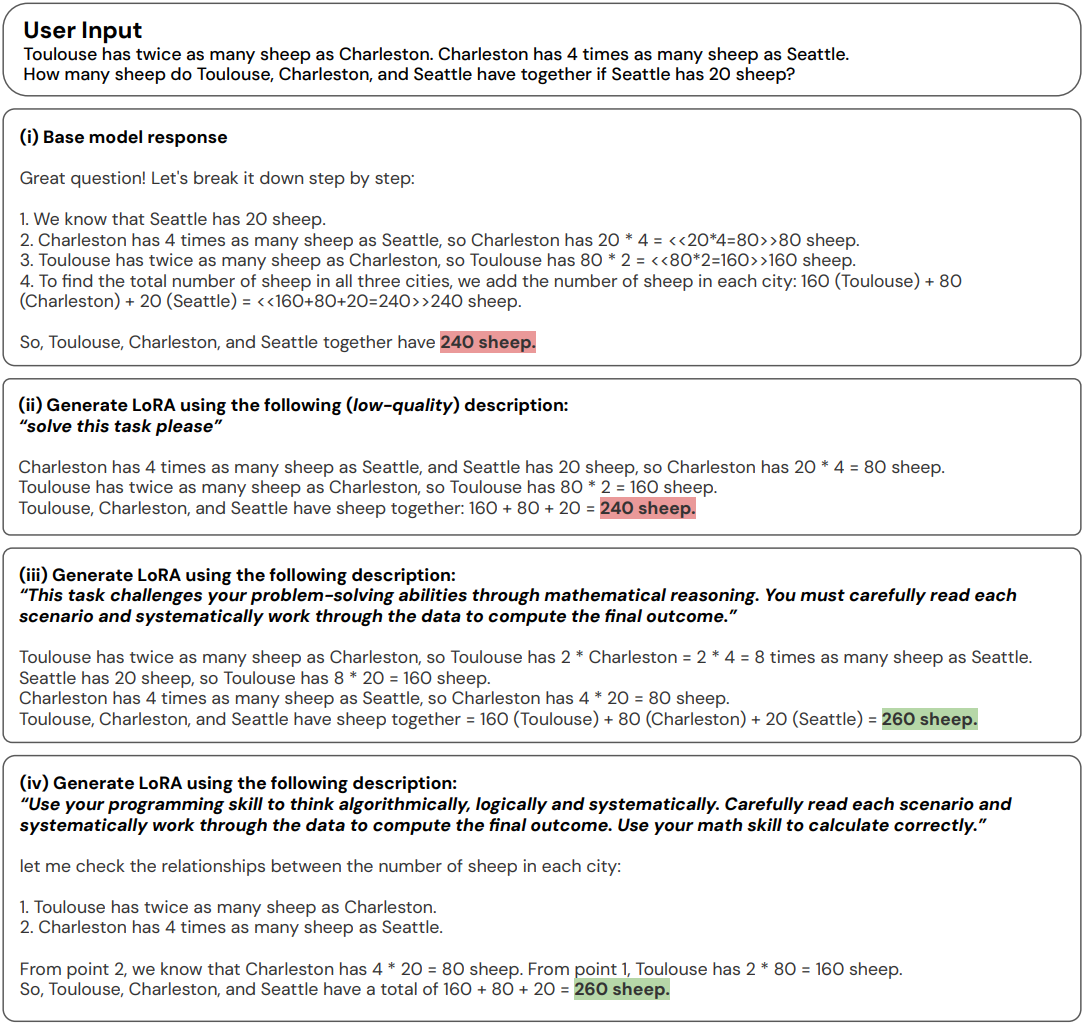 User Input
Toulouse has twice as many sheep as Charleston. Charleston has 4 times as many sheep as Seattle.
How many sheep do Toulouse, Charleston, and Seattle have together if Seattle has 20 sheep?
(i) Base model response
Great question! Let's break it down step by step:
1. We know that Seattle has 20 sheep.
2. Charleston has 4 times as many sheep as Seattle, so Charleston has 20 * 4 = <<20*4=80>>80 sheep.
3. Toulouse has twice as many sheep as Charleston, so Toulouse has 80 * 2 = <<80*2=160>>160 sheep.
4. To find the total number of sheep in all three cities, we add the number of sheep in each city: 160 (Toulouse) + 80
(Charleston) + 20 (Seattle) = <<160+80+20=240>>240 sheep.
So, Toulouse, Charleston, and Seattle together have 240 sheep.
(ii) Generate LoRA using the following (low-quality) description:
“solve this task please”
Charleston has 4 times as many sheep as Seattle, and Seattle has 20 sheep, so Charleston has 20 * 4 = 80 sheep.
Toulouse has twice as many sheep as Charleston, so Toulouse has 80 * 2 = 160 sheep.
Toulouse, Charleston, and Seattle have sheep together: 160 + 80 + 20 = 240 sheep.
(iii) Generate LoRA using the following description:
“This task challenges your problem-solving abilities through mathematical reasoning. You must carefully read each
scenario and systematically work through the data to compute the final outcome.”
Toulouse has twice as many sheep as Charleston, so Toulouse has 2 * Charleston = 2 * 4 = 8 times as many sheep as Seattle.
Seattle has 20 sheep, so Toulouse has 8 * 20 = 160 sheep.
Charleston has 4 times as many sheep as Seattle, so Charleston has 4 * 20 = 80 sheep.
Toulouse, Charleston, and Seattle have sheep together = 160 (Toulouse) + 80 (Charleston) + 20 (Seattle) = 260 sheep.
(iv) Generate LoRA using the following description:
“Use your programming skill to think algorithmically, logically and systematically. Carefully read each scenario and
systematically work through the data to compute the final outcome. Use your math skill to calculate correctly.”
let me check the relationships between the number of sheep in each city:
1. Toulouse has twice as many sheep as Charleston.
2. Charleston has 4 times as many sheep as Seattle.
From point 2, we know that Charleston has 4 * 20 = 80 sheep. From point 1, Toulouse has 2 * 80 = 160 sheep.
So, Toulouse, Charleston, and Seattle have a total of 160 + 80 + 20 = 260 sheep.